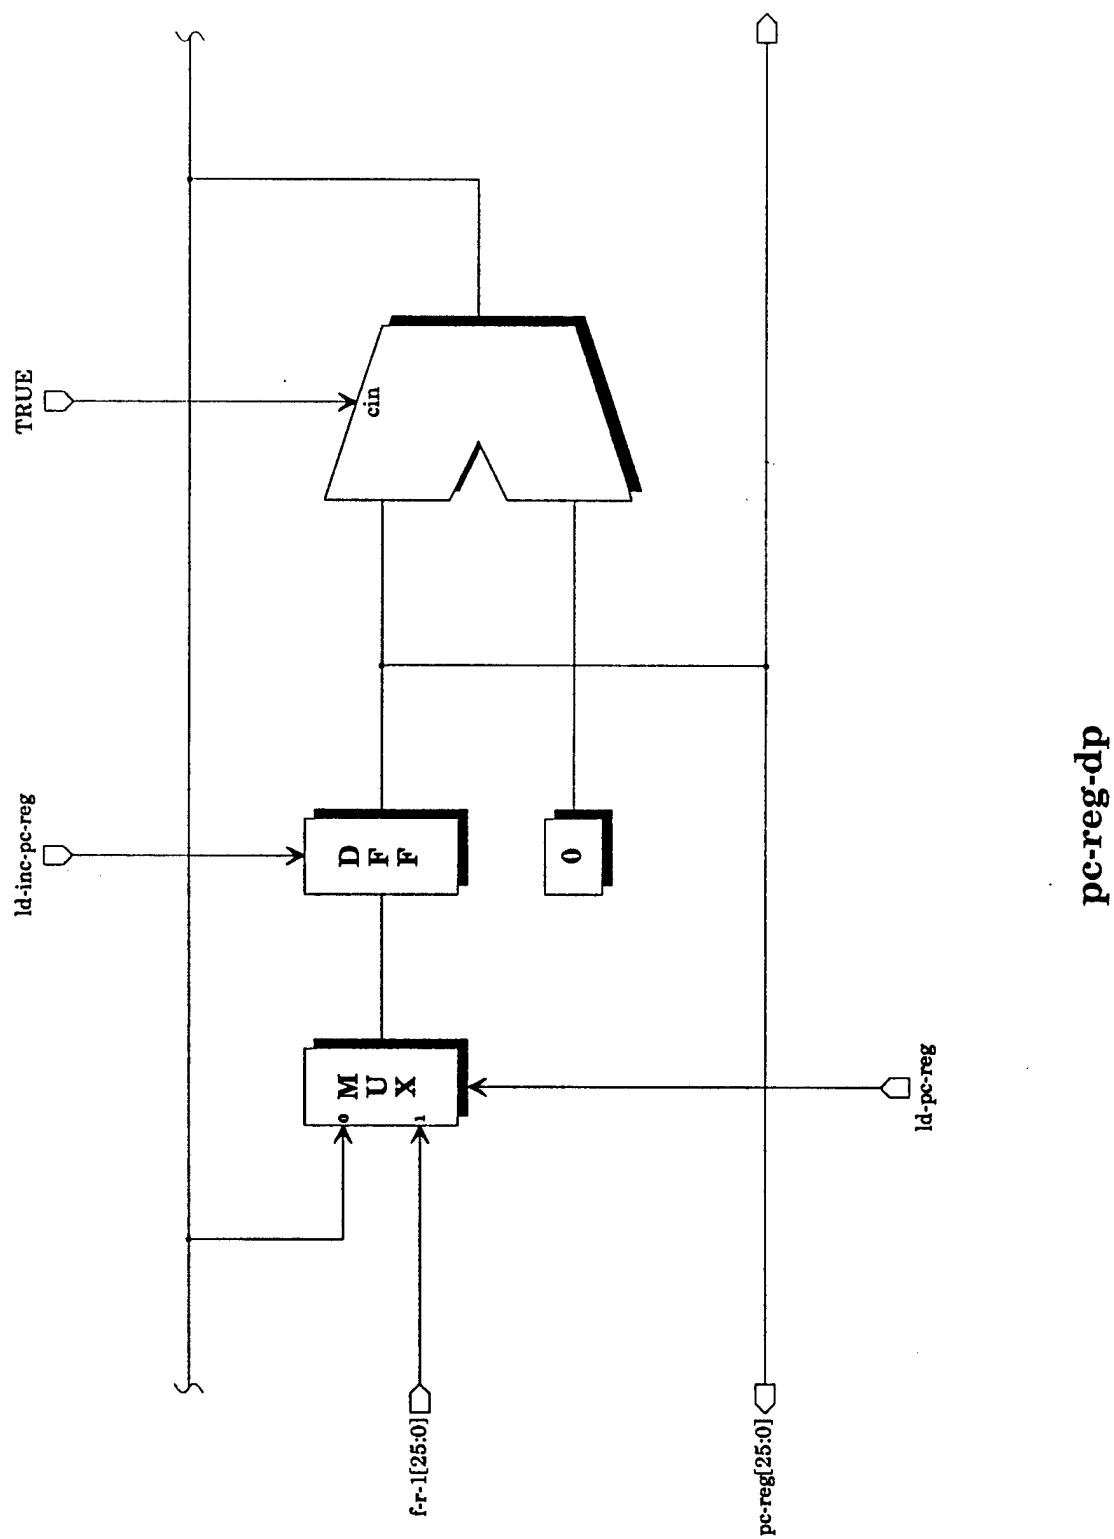 TRUE
ld-inc-pc-reg
cin
D
F
F
0
M
U
X
0
1
ld-pc-reg
f-r-1[25:0]
pc-reg[25:0]
pc-reg-dp